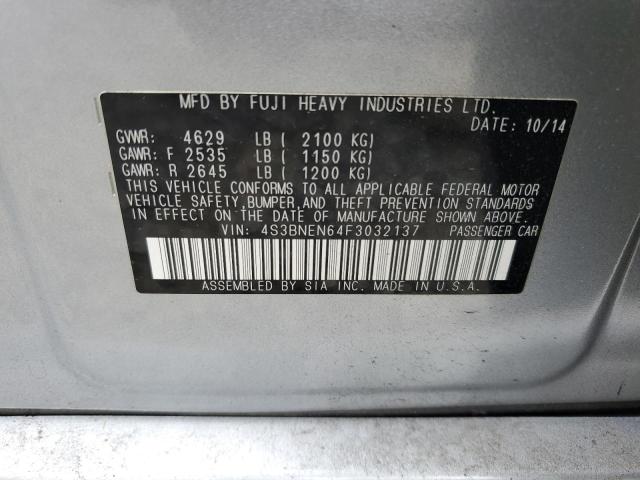 MFD BY FUJI HEAVY INDUSTRIES LTD.
DATE: 10/14
GVWR: 4629 LB ( 2100 KG)
GAWR: F 2535 LB ( 1150 KG)
GAWR: R 2645 LB ( 1200 KG)
THIS VEHICLE CONFORMS TO ALL APPLICABLE FEDERAL MOTOR
VEHICLE SAFETY, BUMPER, AND THEFT PREVENTION STANDARDS
IN EFFECT ON THE DATE OF MANUFACTURE SHOWN ABOVE.
VIN: 4S3BNEN64F3032137 PASSENGER CAR
ASSEMBLED BY SIA INC. MADE IN U.S.A.